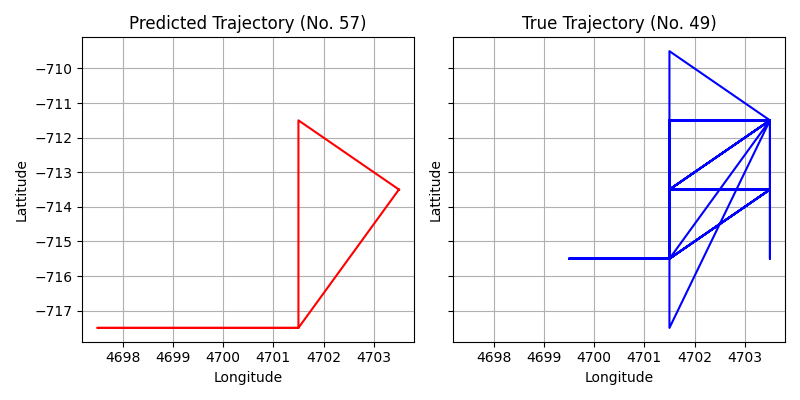 Predicted Trajectory (No. 57)
True Trajectory (No. 49)
Lattitude
−710
−711
−712
−713
−714
−715
−716
−717
4698 4699 4700 4701 4702 4703
Longitude
Lattitude
4698 4699 4700 4701 4702 4703
Longitude